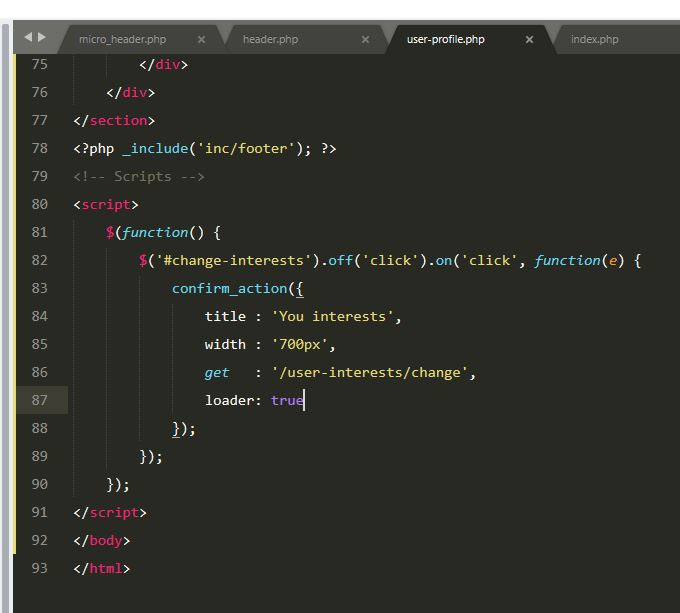 micro_header.php × header.php × user-profile.php × index.php
75 </div>
76 </div>
77 </section>
78 <?php _include('inc/footer'); ?>
79 <!-- Scripts -->
80 <script>
81 $(function() {
82 $('#change-interests').off('click').on('click', function(e) {
83 confirm_action({
84 title : 'You interests',
85 width : '700px',
86 get   : '/user-interests/change',
87 loader: true
88 });
89 });
90 });
91 </script>
92 </body>
93 </html>